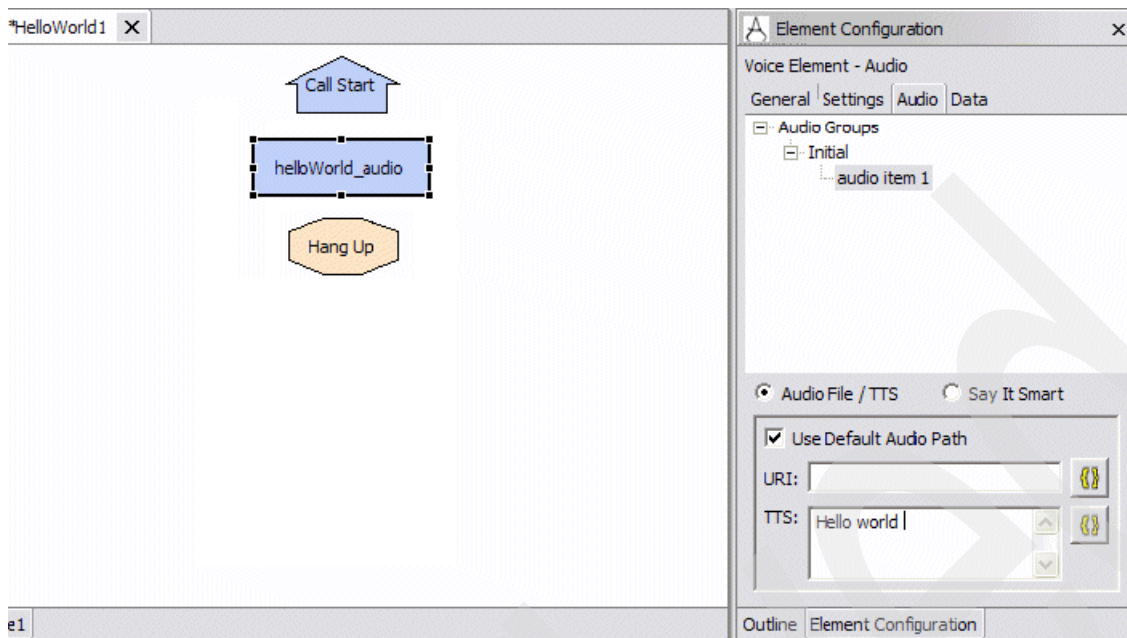 *HelloWorld1
Call Start
helloWorld_audio
Hang Up
e1
Element Configuration
Voice Element - Audio
General Settings Audio Data
Audio Groups
Initial
audio item 1
Audio File / TTS Say It Smart
Use Default Audio Path
URI:
TTS: Hello world
Outline Element Configuration